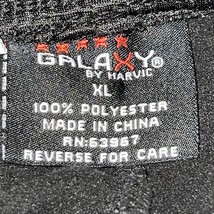 GALAXY
BY HARVIC
XL
100% POLYESTER
MADE IN CHINA
RN:63967
REVERSE FOR CARE